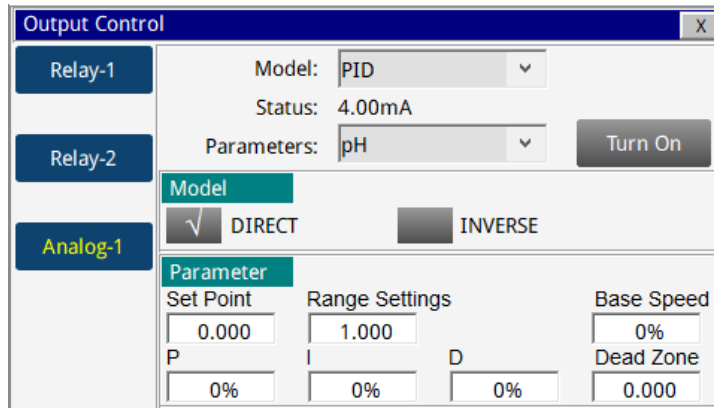 Output Control
X
Relay-1
Relay-2
Analog-1
Model: PID
Status: 4.00mA
Parameters: pH
Turn On
Model
√ DIRECT INVERSE
Parameter
Set Point Range Settings Base Speed
0.000 1.000 0%
P I D Dead Zone
0% 0% 0% 0.000